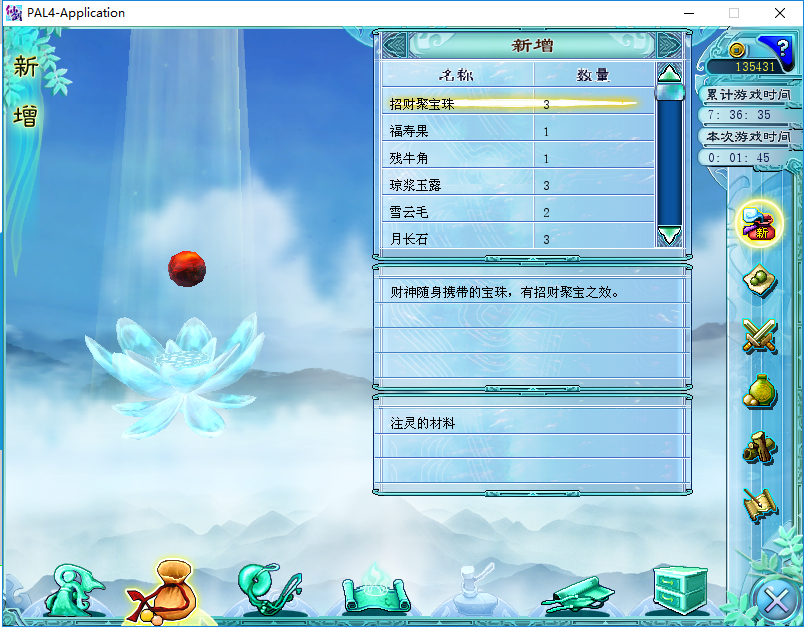 PAL4-Application
新增
新增
名称 数量
招财聚宝珠 3
福寿果 1
残牛角 1
琼浆玉露 3
雪云毛 2
月长石 3
财神随身携带的宝珠，有招财聚宝之效。
注灵的材料
?
135431
累计游戏时间
7: 36: 35
本次游戏时间
0: 01: 45
新